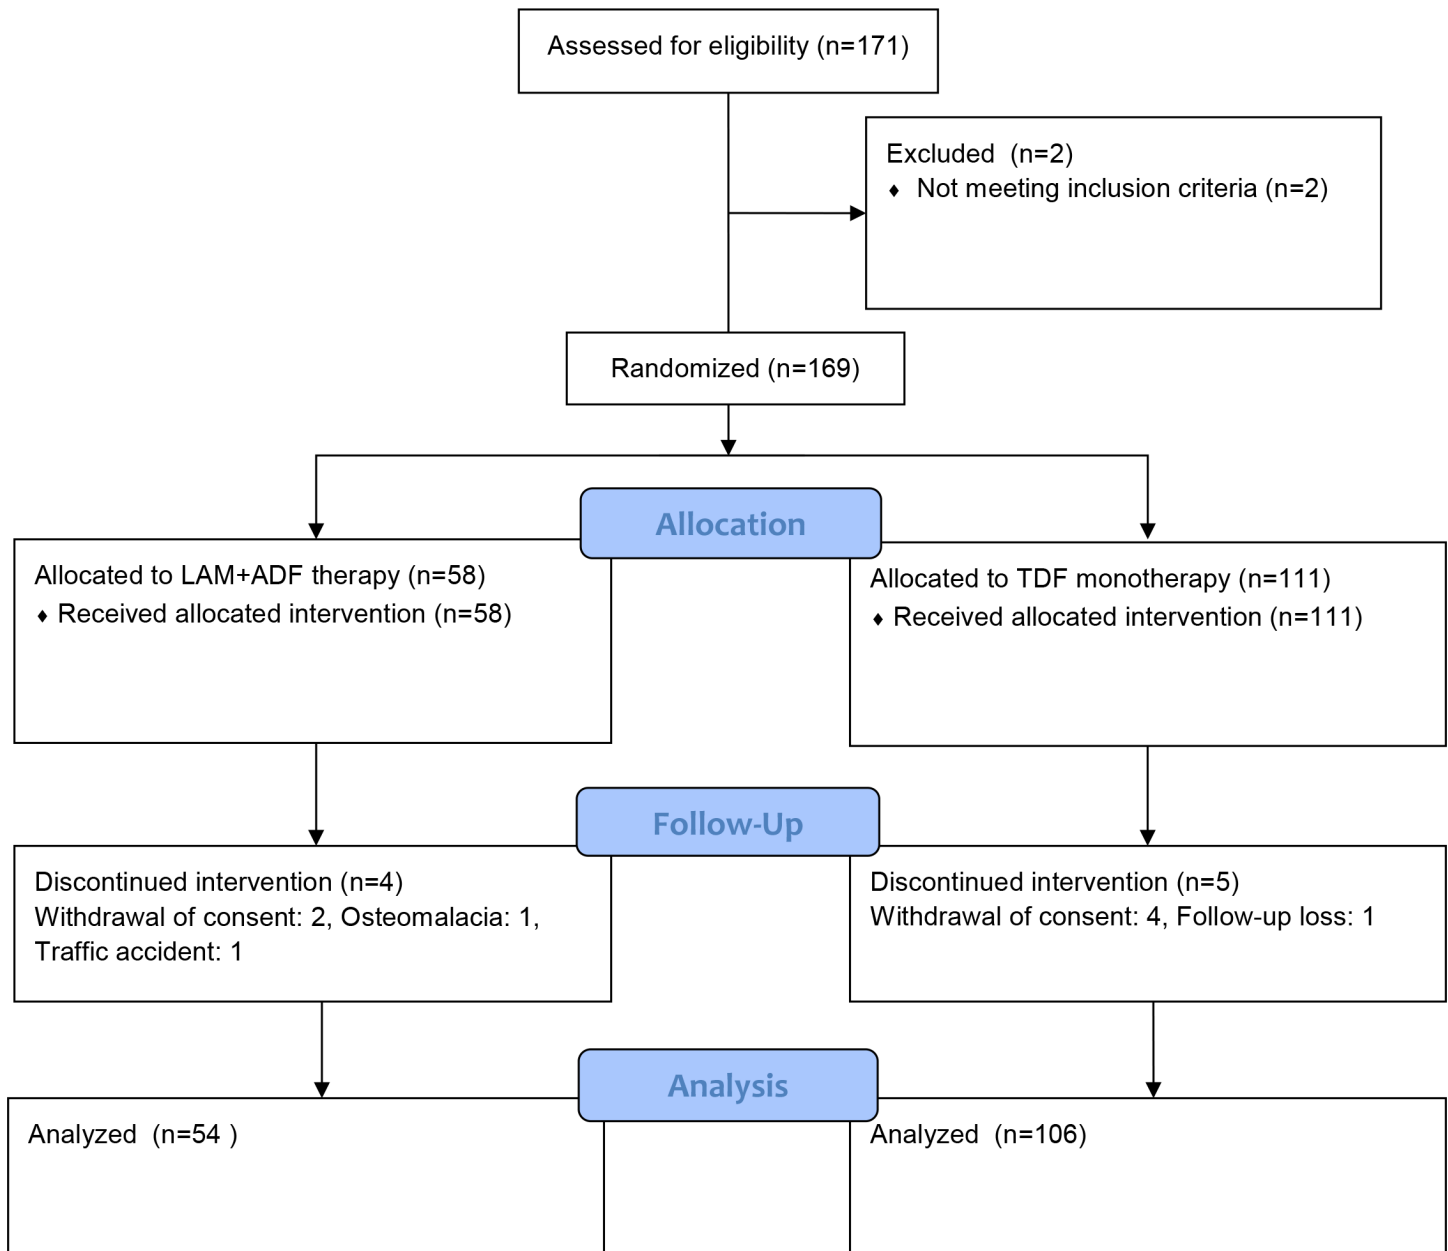 Assessed for eligibility (n=171)
Excluded  (n=2)
♦ Not meeting inclusion criteria (n=2)
Randomized (n=169)
Allocation
Allocated to LAM+ADF therapy (n=58)
♦ Received allocated intervention (n=58)
Allocated to TDF monotherapy (n=111)
♦ Received allocated intervention (n=111)
Follow-Up
Discontinued intervention (n=4)
Withdrawal of consent: 2, Osteomalacia: 1,
Traffic accident: 1
Discontinued intervention (n=5)
Withdrawal of consent: 4, Follow-up loss: 1
Analysis
Analyzed  (n=54 )
Analyzed  (n=106)